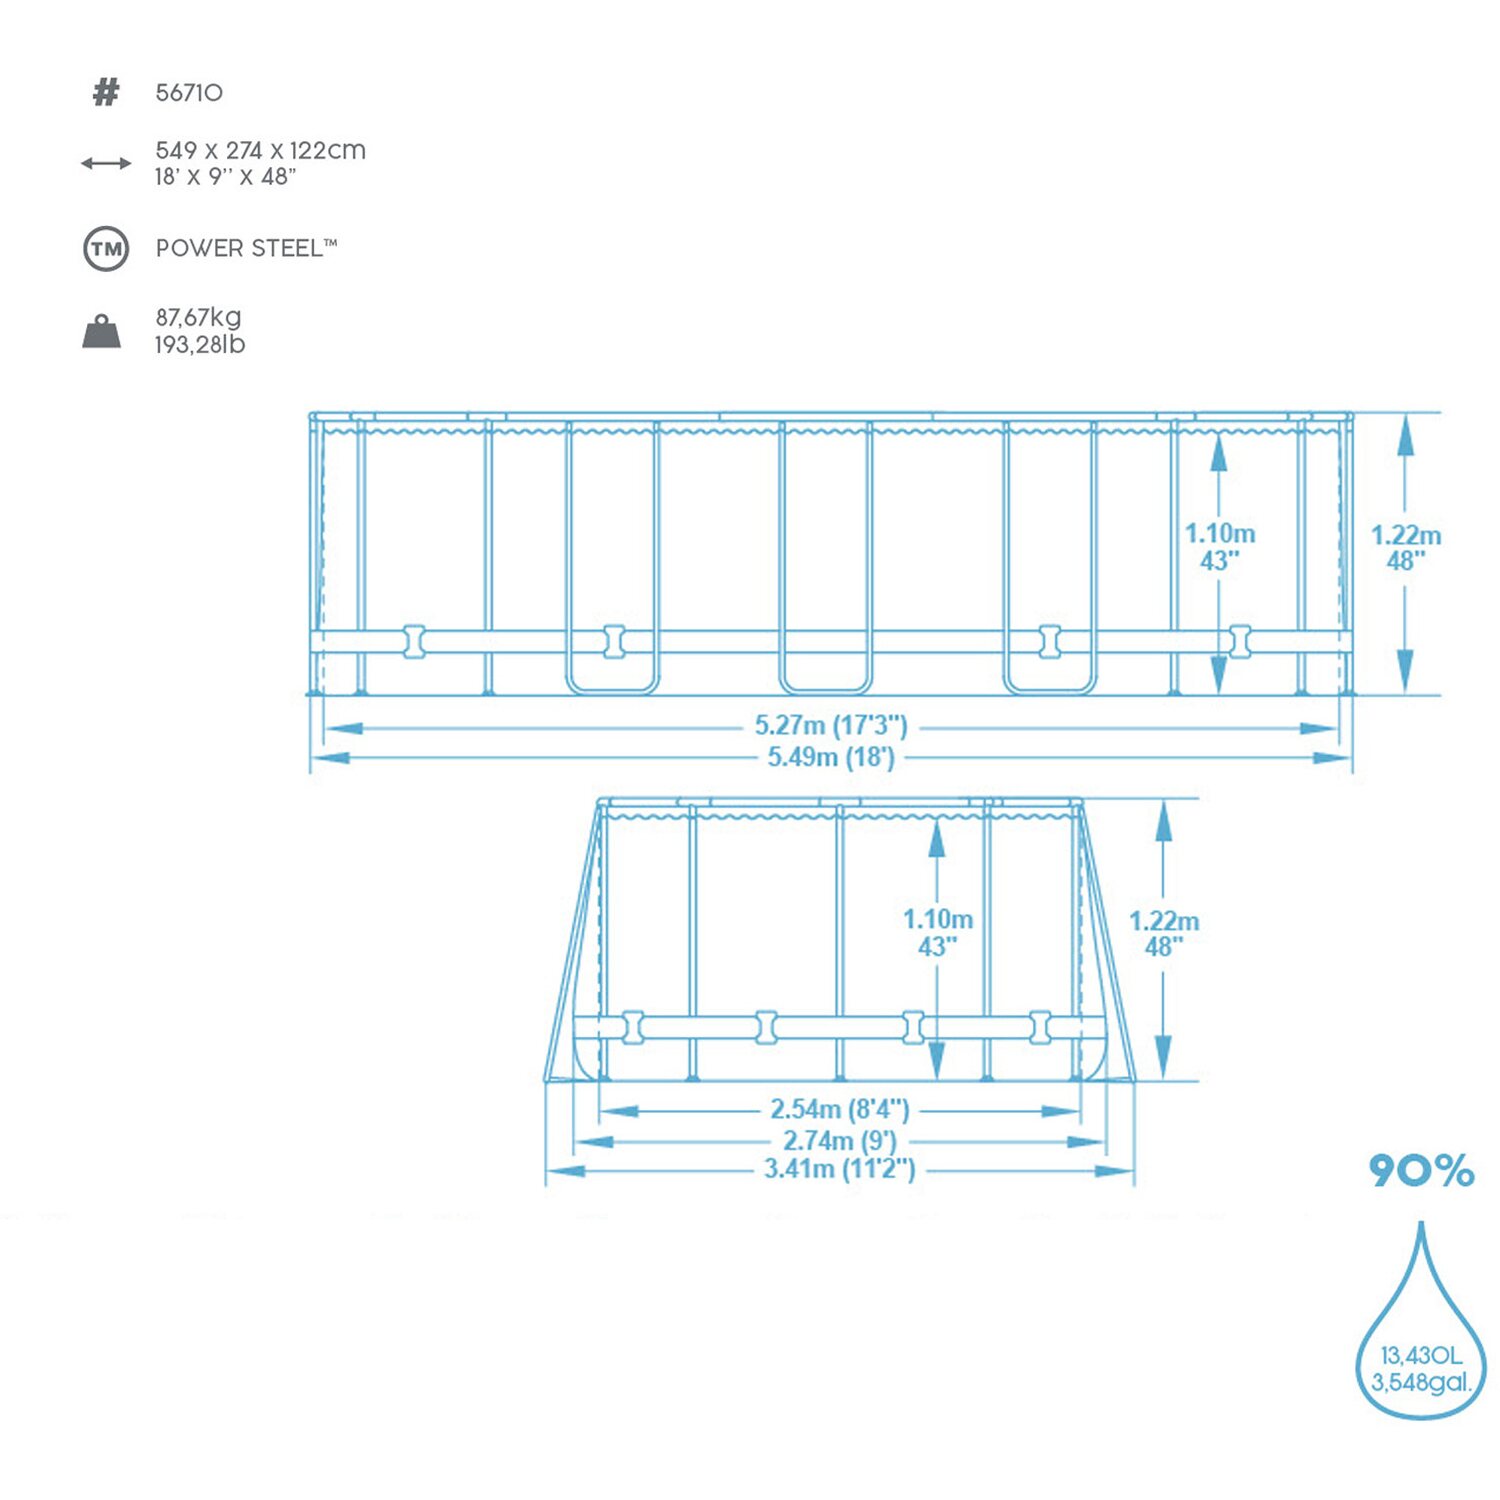 # 56710
549 x 274 x 122cm
18' x 9'' x 48"
TM POWER STEEL™
87,67kg
193,28lb
1.10m
43"
1.22m
48"
5.27m (17'3")
5.49m (18')
1.10m
43"
1.22m
48"
2.54m (8'4")
2.74m (9')
3.41m (11'2")
90%
13,430L
3,548gal.